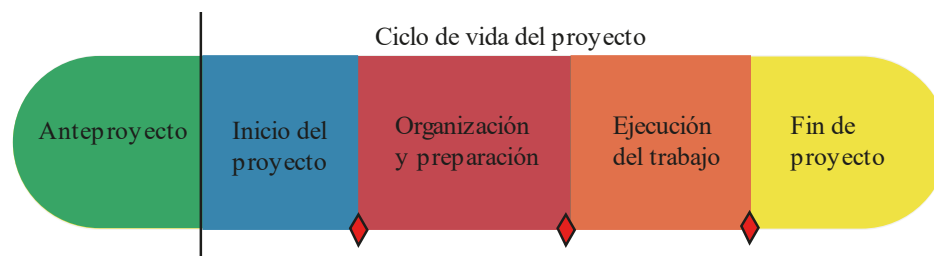 Ciclo de vida del proyecto
Anteproyecto
Inicio del
proyecto
Organización
y preparación
Ejecución
del trabajo
Fin de
proyecto